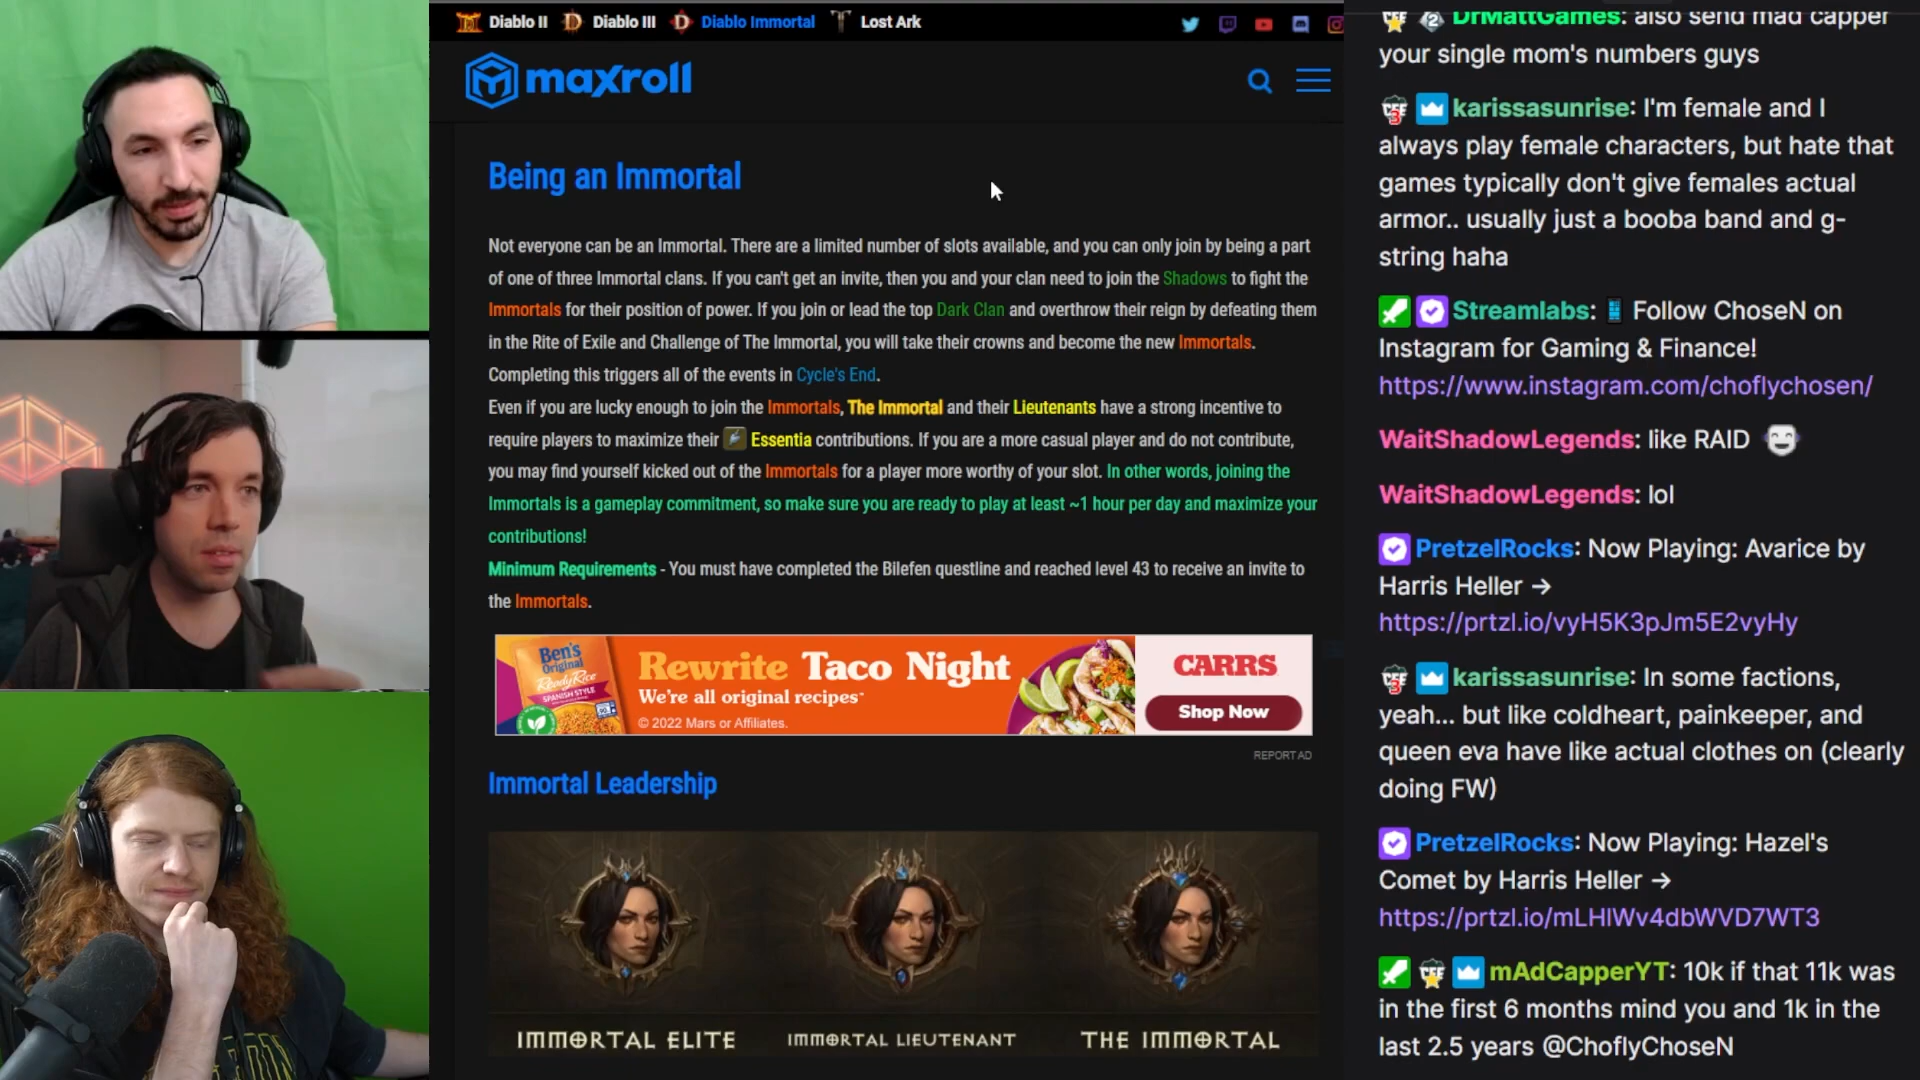 Diablo II Diablo III Diablo Immortal Lost Ark
maxroll
Being an Immortal
Not everyone can be an Immortal. There are a limited number of slots available, and you can only join by being a part
of one of three Immortal clans. If you can't get an invite, then you and your clan need to join the Shadows to fight the
Immortals for their position of power. If you join or lead the top Dark Clan and overthrow their reign by defeating them
in the Rite of Exile and Challenge of The Immortal, you will take their crowns and become the new Immortals.
Completing this triggers all of the events in Cycle's End.
Even if you are lucky enough to join the Immortals, The Immortal and their Lieutenants have a strong incentive to
require players to maximize their Essentia contributions. If you are a more casual player and do not contribute,
you may find yourself kicked out of the Immortals for a player more worthy of your slot. In other words, joining the
Immortals is a gameplay commitment, so make sure you are ready to play at least ~1 hour per day and maximize your
contributions!
Minimum Requirements - You must have completed the Bilefen questline and reached level 43 to receive an invite to
the Immortals.
Ben's
Original
ReadyRice
SPANISH STYLE
Rewrite Taco Night
We're all original recipes™
© 2022 Mars or Affiliates.
CARRS
Shop Now
REPORT AD
Immortal Leadership
IMMORTAL ELITE
IMMORTAL LIEUTENANT
THE IMMORTAL
DrMattGames: also send mad capper
your single mom's numbers guys
karissasunrise: I'm female and I
always play female characters, but hate that
games typically don't give females actual
armor.. usually just a booba band and g-
string haha
Streamlabs: Follow ChoseN on
Instagram for Gaming & Finance!
https://www.instagram.com/choflychosen/
WaitShadowLegends: like RAID
WaitShadowLegends: lol
PretzelRocks: Now Playing: Avarice by
Harris Heller →
https://prtzl.io/vyH5K3pJm5E2vyHy
karissasunrise: In some factions,
yeah... but like coldheart, painkeeper, and
queen eva have like actual clothes on (clearly
doing FW)
PretzelRocks: Now Playing: Hazel's
Comet by Harris Heller →
https://prtzl.io/mLHlWv4dbWVD7WT3
mAdCapperYT: 10k if that 11k was
in the first 6 months mind you and 1k in the
last 2.5 years @ChoflyChoseN